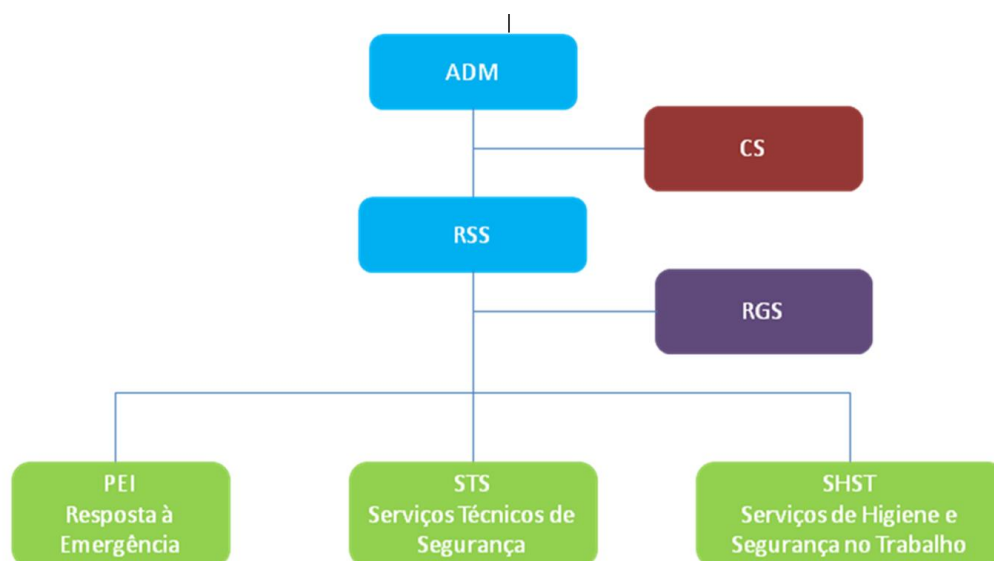 ADM
CS
RSS
RGS
PEI
Resposta à
Emergência
STS
Serviços Técnicos de
Segurança
SHST
Serviços de Higiene e
Segurança no Trabalho